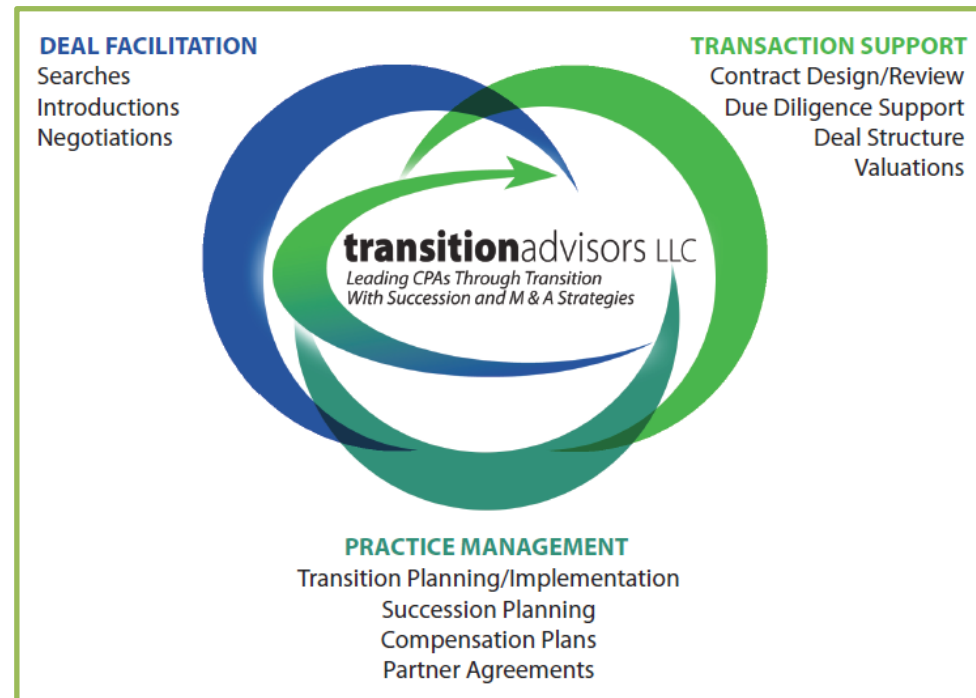 DEAL FACILITATION
Searches
Introductions
Negotiations
TRANSACTION SUPPORT
Contract Design/Review
Due Diligence Support
Deal Structure
Valuations
transitionadvisors LLC
Leading CPAs Through Transition
With Succession and M & A Strategies
PRACTICE MANAGEMENT
Transition Planning/Implementation
Succession Planning
Compensation Plans
Partner Agreements